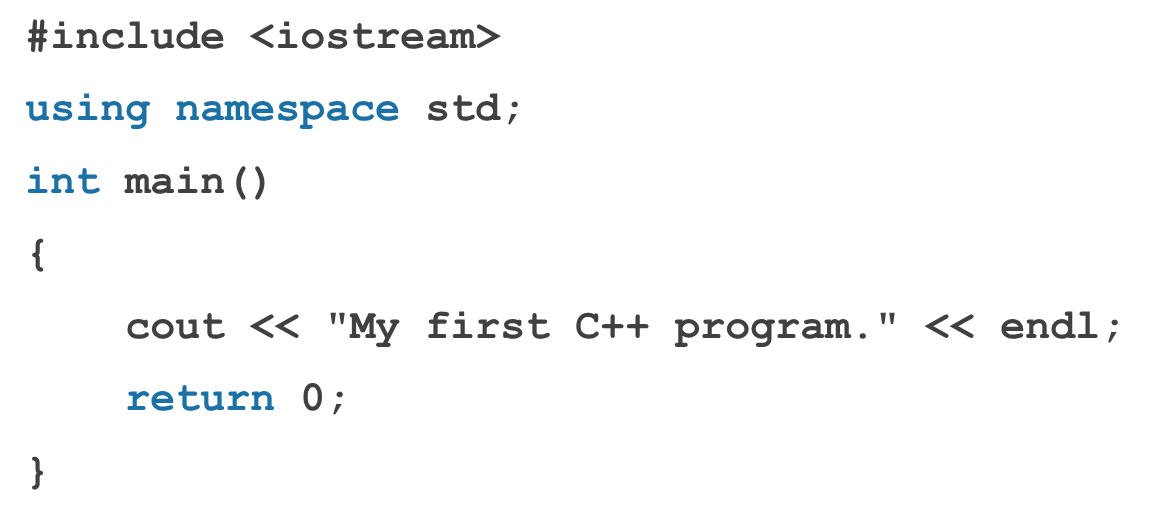 #include <iostream>
using namespace std;
int main()
{
    cout << "My first C++ program." << endl;
    return 0;
}